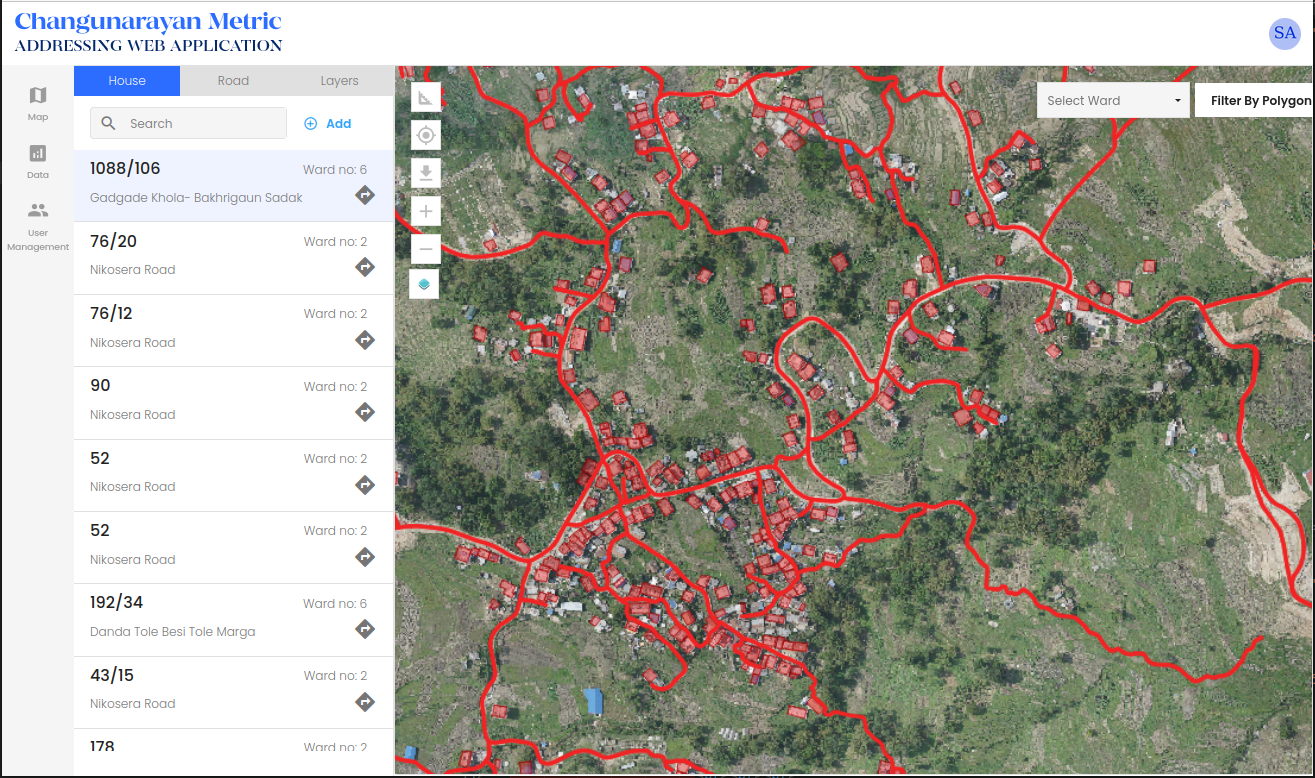 Changunarayan Metric
ADDRESSING WEB APPLICATION
SA
Map
Data
User
Management
House
Road
Layers
Search
Add
1088/106
Ward no: 6
Gadgade Khola- Bakhrigaun Sadak
76/20
Ward no: 2
Nikosera Road
76/12
Ward no: 2
Nikosera Road
90
Ward no: 2
Nikosera Road
52
Ward no: 2
Nikosera Road
52
Ward no: 2
Nikosera Road
192/34
Ward no: 6
Danda Tole Besi Tole Marga
43/15
Ward no: 2
Nikosera Road
178
Ward no: 2
Select Ward
Filter By Polygon